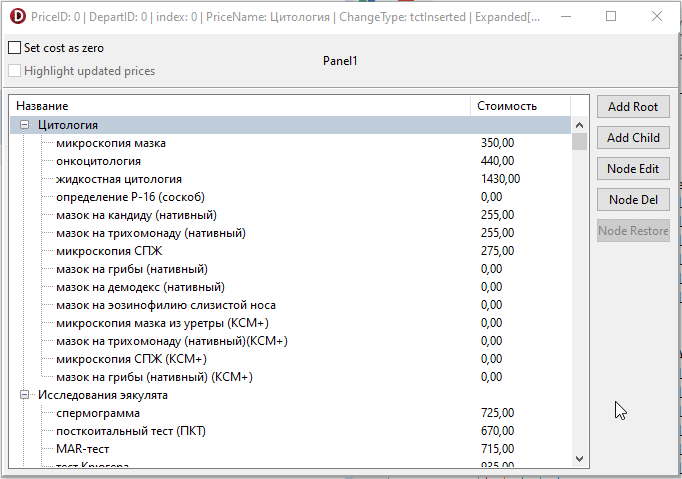 PriceID: 0 | DepartID: 0 | index: 0 | PriceName: Цитология | ChangeType: tctInserted | Expanded[...
Set cost as zero
Highlight updated prices
Panel1
Название Стоимость
Цитология
микроскопия мазка 350,00
онкоцитология 440,00
жидкостная цитология 1430,00
определение Р-16 (соскоб) 0,00
мазок на кандиду (нативный) 255,00
мазок на трихомонаду (нативный) 255,00
микроскопия СПЖ 275,00
мазок на грибы (нативный) 0,00
мазок на демодекс (нативный) 0,00
мазок на эозинофилию слизистой носа 0,00
микроскопия мазка из уретры (КСМ+) 0,00
мазок на трихомонаду (нативный)(КСМ+) 0,00
микроскопия СПЖ (КСМ+) 0,00
мазок на грибы (нативный) (КСМ+) 0,00
Исследования эякулята
спермограмма 725,00
посткоитальный тест (ПКТ) 670,00
MAR-тест 715,00
тест Крюгера 935,00
Add Root
Add Child
Node Edit
Node Del
Node Restore